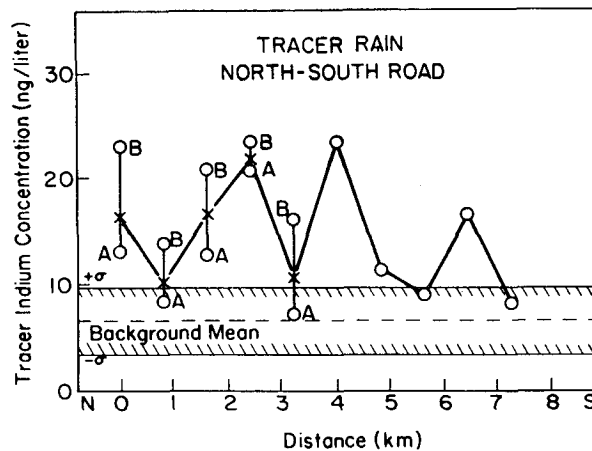 TRACER RAIN
NORTH-SOUTH ROAD
Tracer Indium Concentration (ng/liter)
30
20
10
0
B
A
B
A
B
A
B
A
B
A
+σ
Background Mean
-σ
N 0 1 2 3 4 5 6 7 8 S
Distance (km)